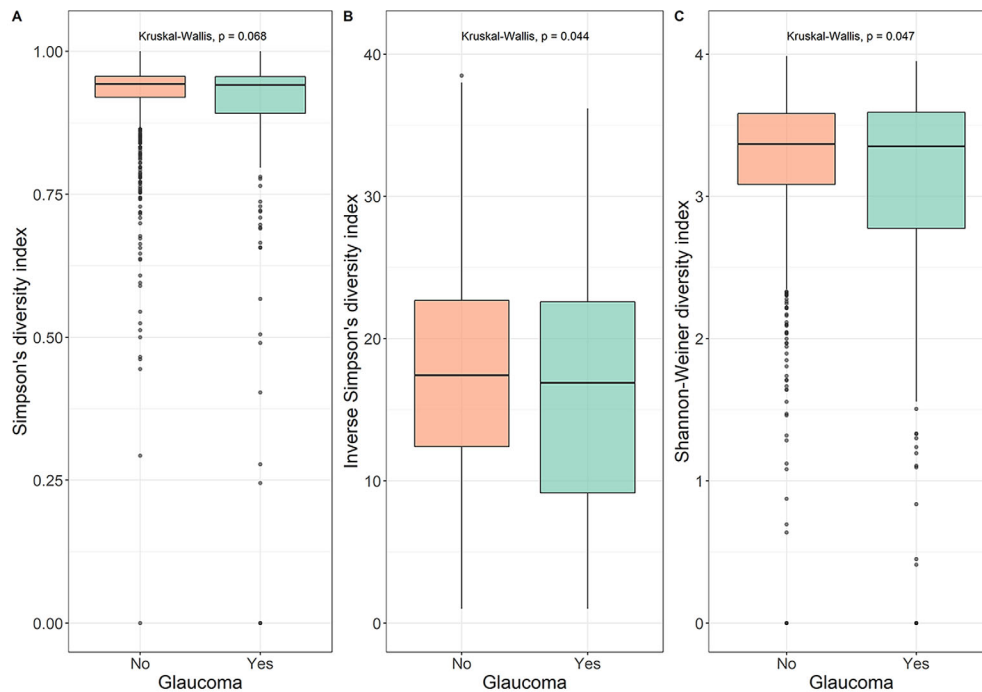 A
Kruskal-Wallis, p = 0.068
Simpson's diversity index
1.00
0.75
0.50
0.25
0.00
No
Yes
Glaucoma
B
Kruskal-Wallis, p = 0.044
Inverse Simpson's diversity index
40
30
20
10
0
No
Yes
Glaucoma
C
Kruskal-Wallis, p = 0.047
Shannon-Weiner diversity index
4
3
2
1
0
No
Yes
Glaucoma